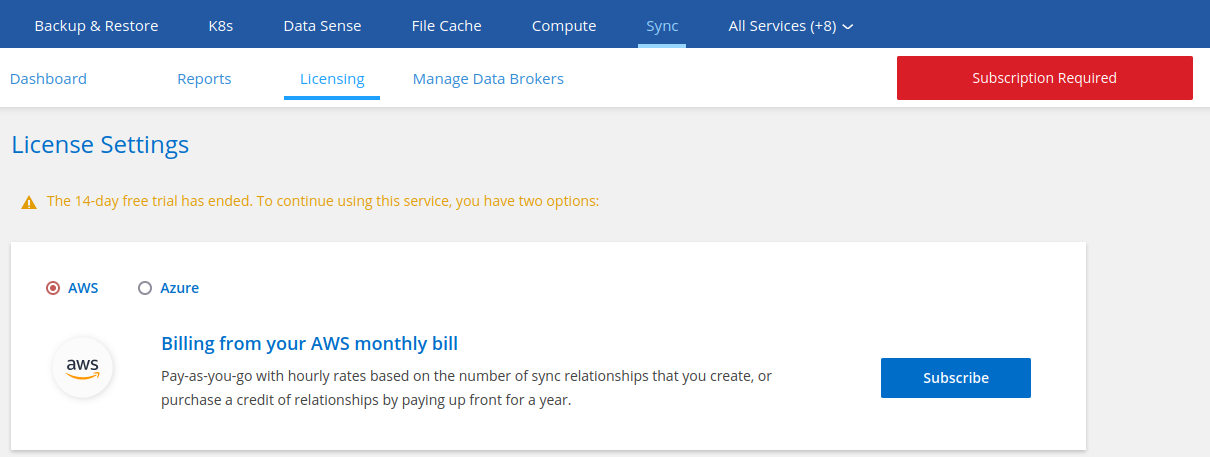 Backup & Restore K8s Data Sense File Cache Compute Sync All Services (+8)
Dashboard Reports Licensing Manage Data Brokers Subscription Required
License Settings
The 14-day free trial has ended. To continue using this service, you have two options:
AWS Azure
Billing from your AWS monthly bill
aws
Pay-as-you-go with hourly rates based on the number of sync relationships that you create, or
purchase a credit of relationships by paying up front for a year.
Subscribe